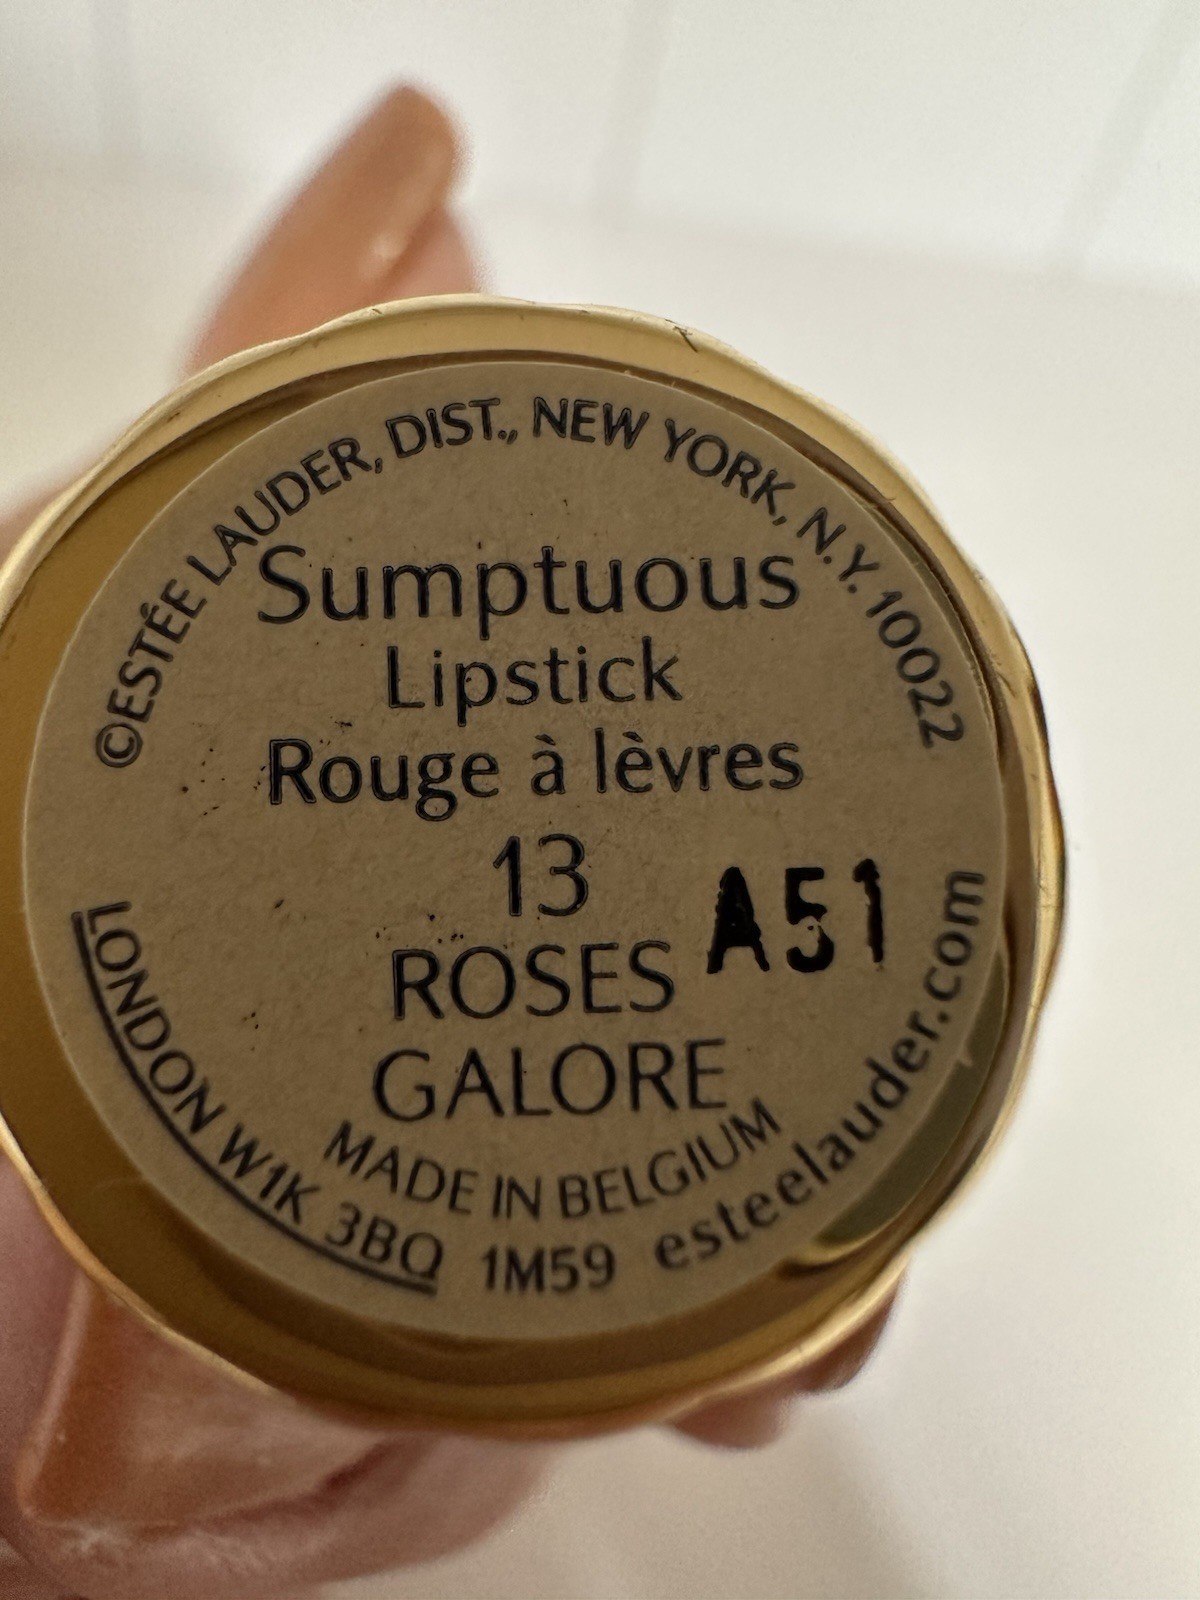 ©ESTÉE LAUDER, DIST., NEW YORK, N.Y. 10022
Sumptuous
Lipstick
Rouge à lèvres
13
A51
ROSES
GALORE
MADE IN BELGIUM
LONDON W1K 3BQ
1M59
esteelauder.com